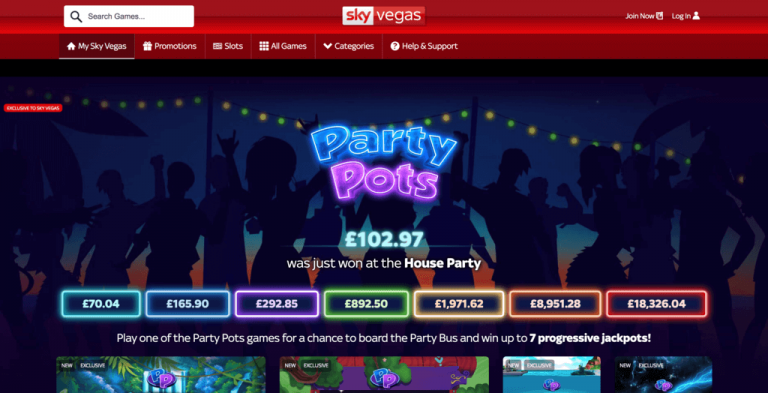 Search Games...
sky vegas
Join Now
Log In
My Sky Vegas
Promotions
Slots
All Games
Categories
Help & Support
EXCLUSIVE TO SKY VEGAS
Party
Pots
£102.97
was just won at the House Party
£70.04
£165.90
£292.85
£892.50
£1,971.62
£8,951.28
£18,326.04
Play one of the Party Pots games for a chance to board the Party Bus and win up to 7 progressive jackpots!
NEW EXCLUSIVE
PP
NEW EXCLUSIVE
PP
NEW EXCLUSIVE
PP
NEW EXCLUSIVE
PP